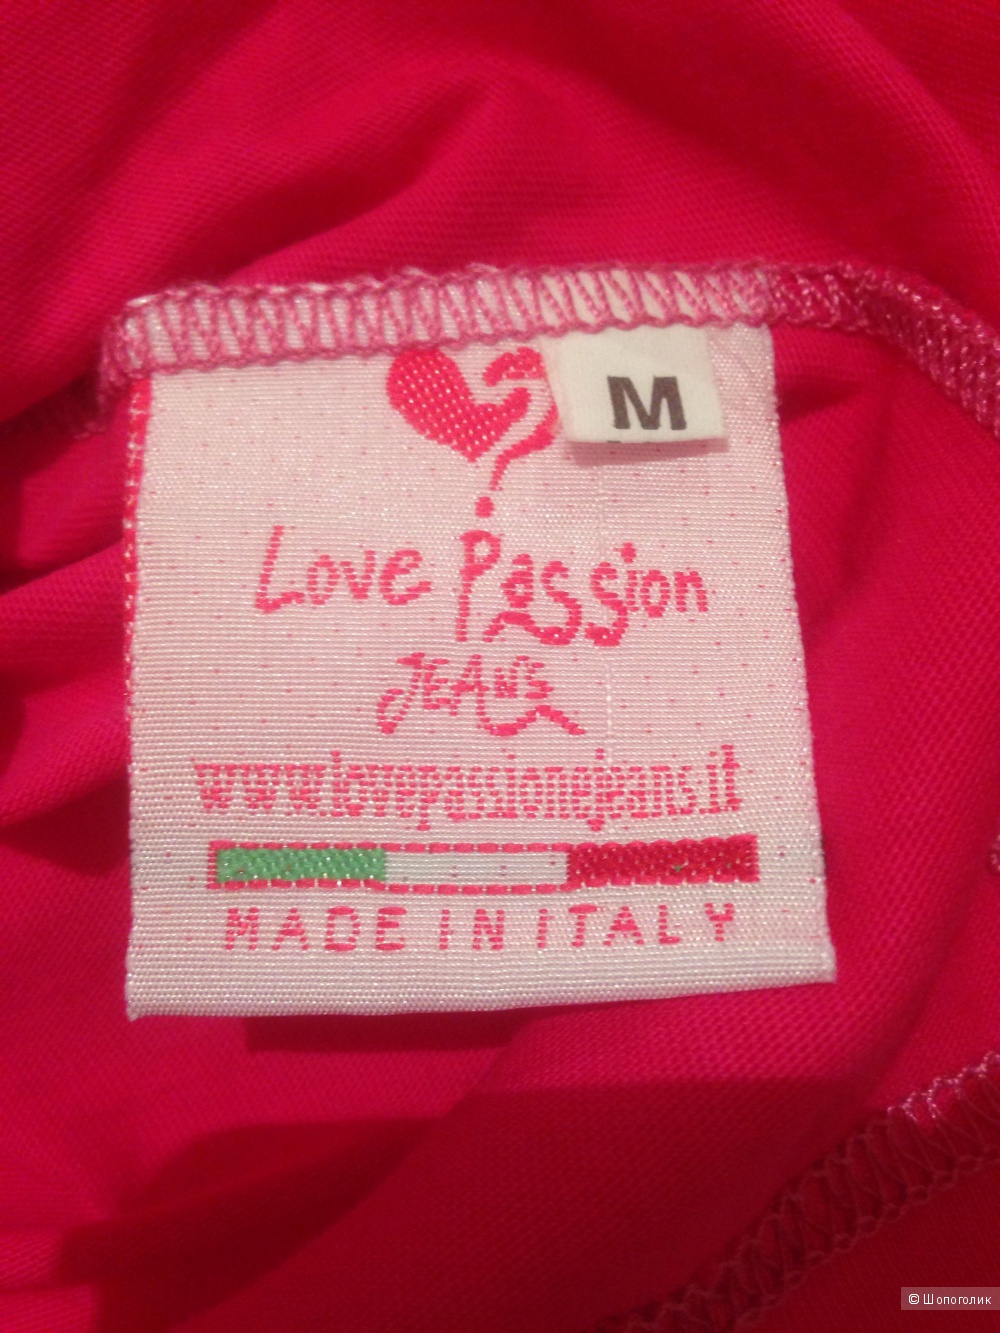 M
Love Passion
JEANS
www.lovepassionejeans.it
MADE IN ITALY
© Шопоголик